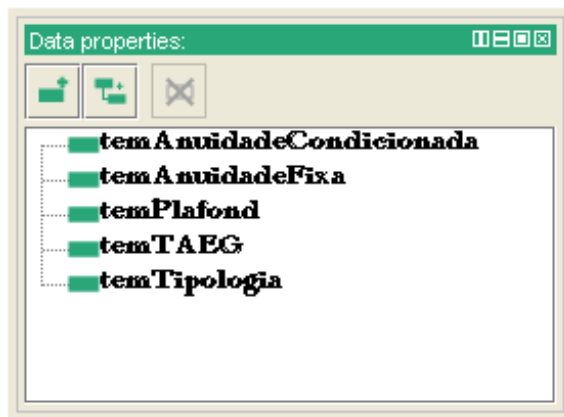 Data properties:
temAnuidadeCondicionada
temAnuidadeFixa
temPlafond
temTAEG
temTipologia